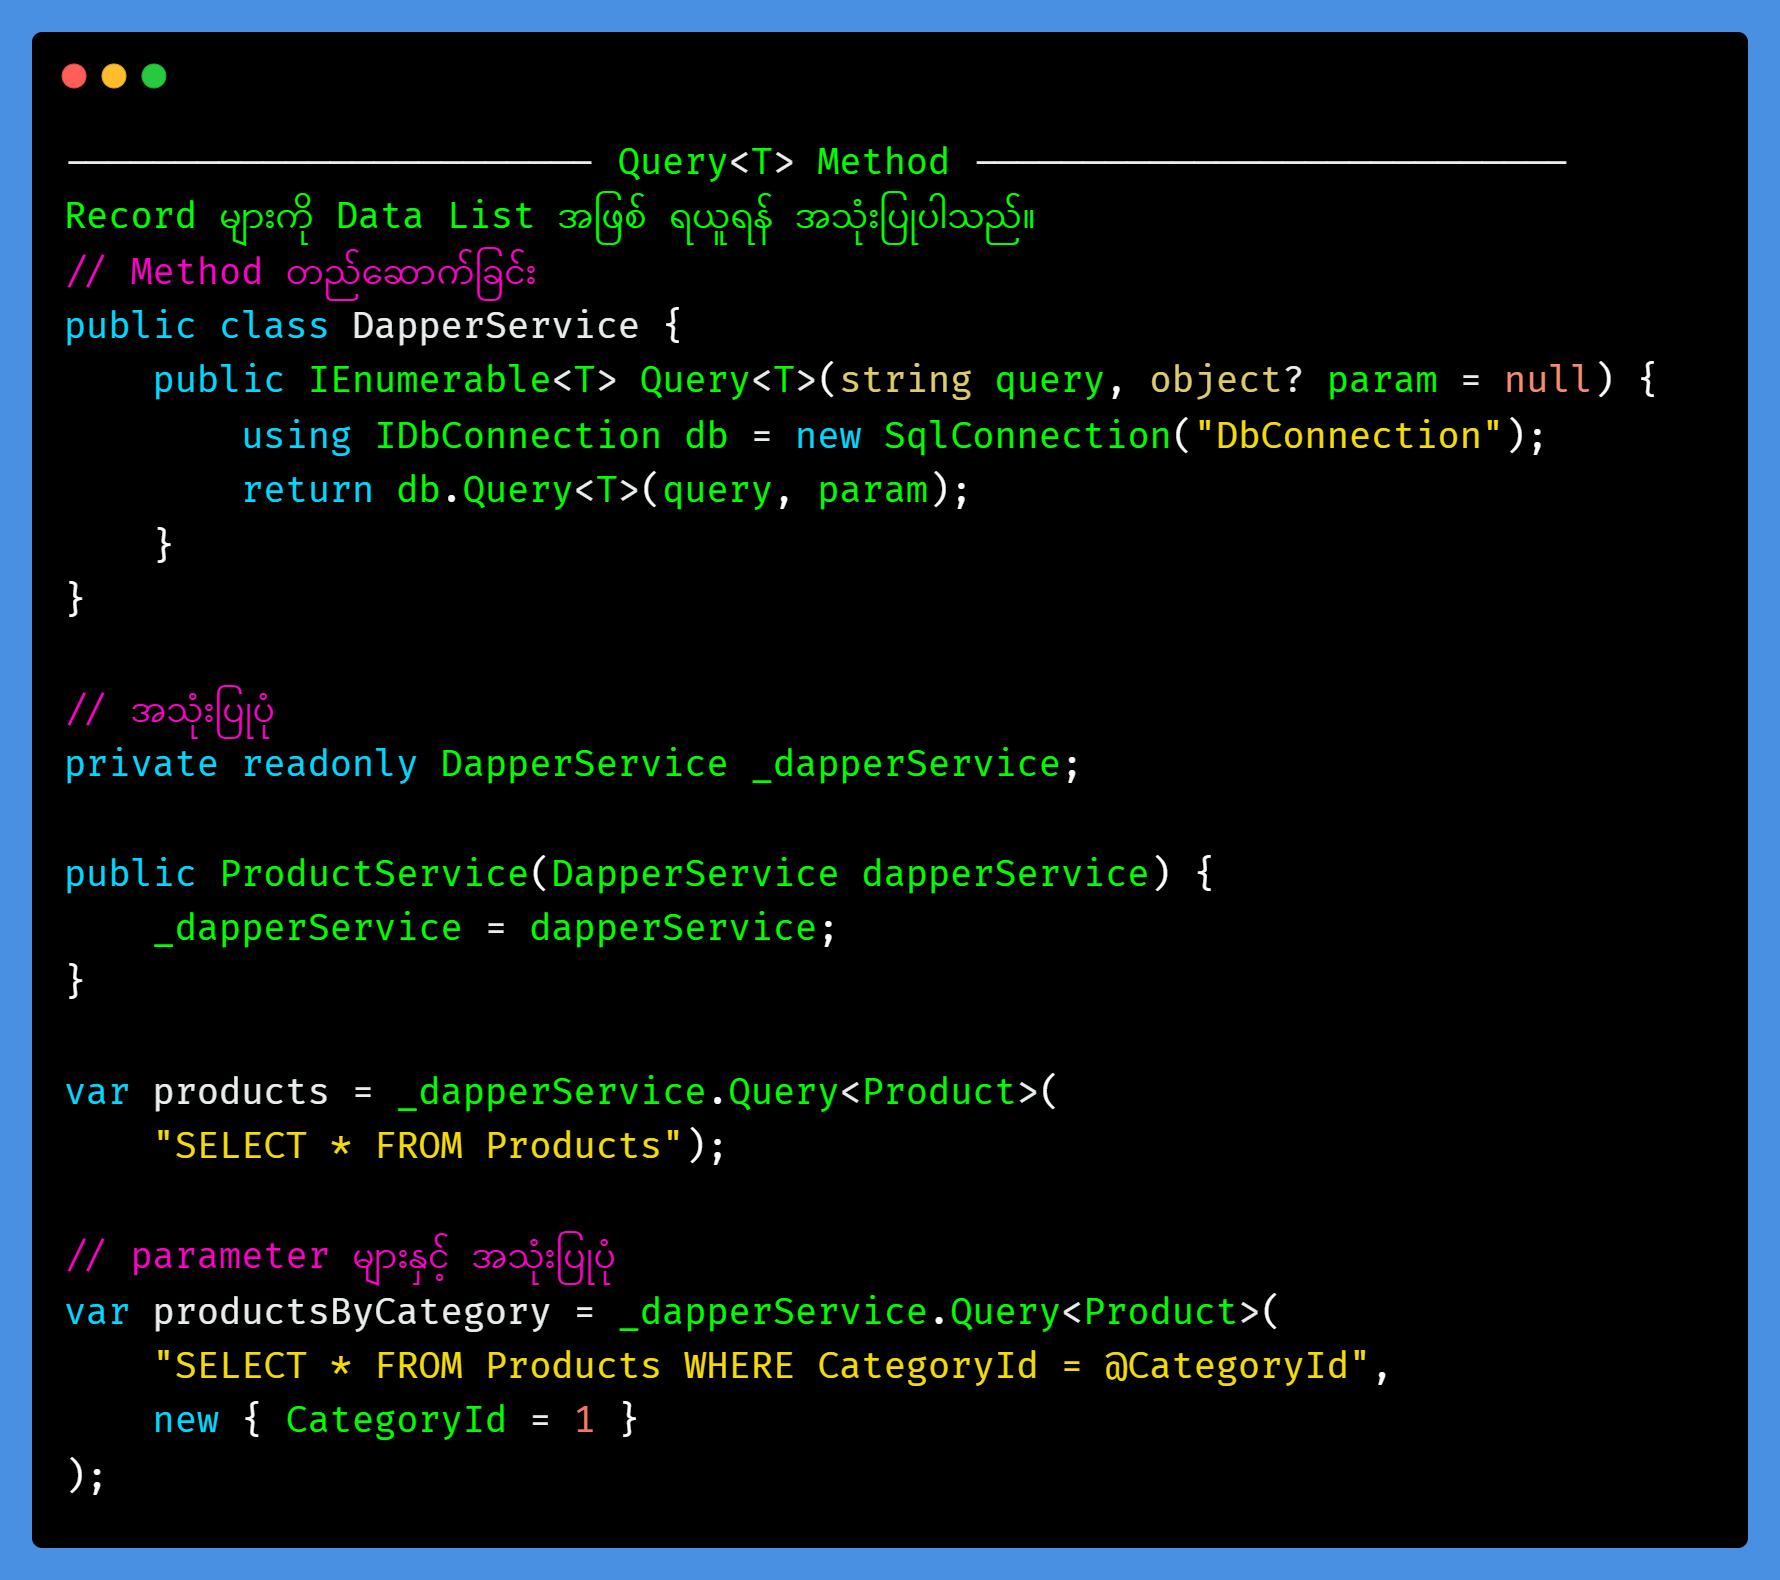 ──────────────────────── Query<T> Method ───────────────────────────
Record များကို Data List အဖြစ် ရယူရန် အသုံးပြုပါသည်။
// Method တည်ဆောက်ခြင်း
public class DapperService {
    public IEnumerable<T> Query<T>(string query, object? param = null) {
        using IDbConnection db = new SqlConnection("DbConnection");
        return db.Query<T>(query, param);
    }
}
// အသုံးပြုပုံ
private readonly DapperService _dapperService;
public ProductService(DapperService dapperService) {
    _dapperService = dapperService;
}
var products = _dapperService.Query<Product>(
    "SELECT * FROM Products");
// parameter များနှင့် အသုံးပြုပုံ
var productsByCategory = _dapperService.Query<Product>(
    "SELECT * FROM Products WHERE CategoryId = @CategoryId",
    new { CategoryId = 1 }
);